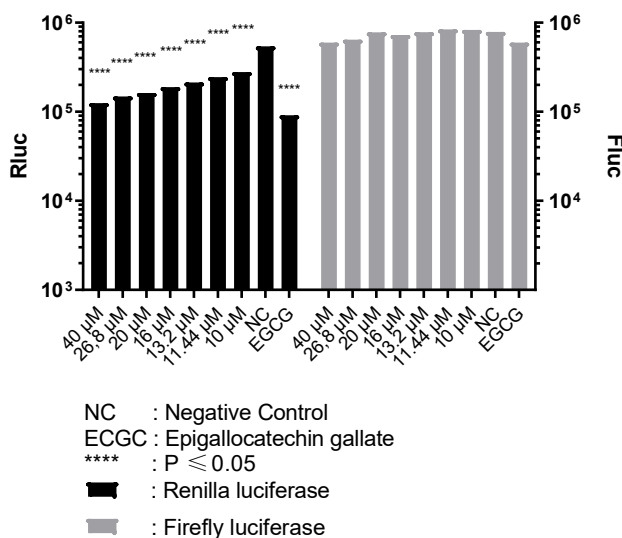 10⁶
10⁵
10⁴
10³
Rluc
**** **** **** **** **** **** **** ****
10⁶
10⁵
10⁴
Fluc
40 µM
26,8 µM
20 µM
16 µM
13.2 µM
11.44 µM
10 µM
NC
EGCG
40 µM
26,8 µM
20 µM
16 µM
13.2 µM
11.44 µM
10 µM
NC
EGCG
NC : Negative Control
ECGC : Epigallocatechin gallate
**** : P ≤ 0.05
: Renilla luciferase
: Firefly luciferase